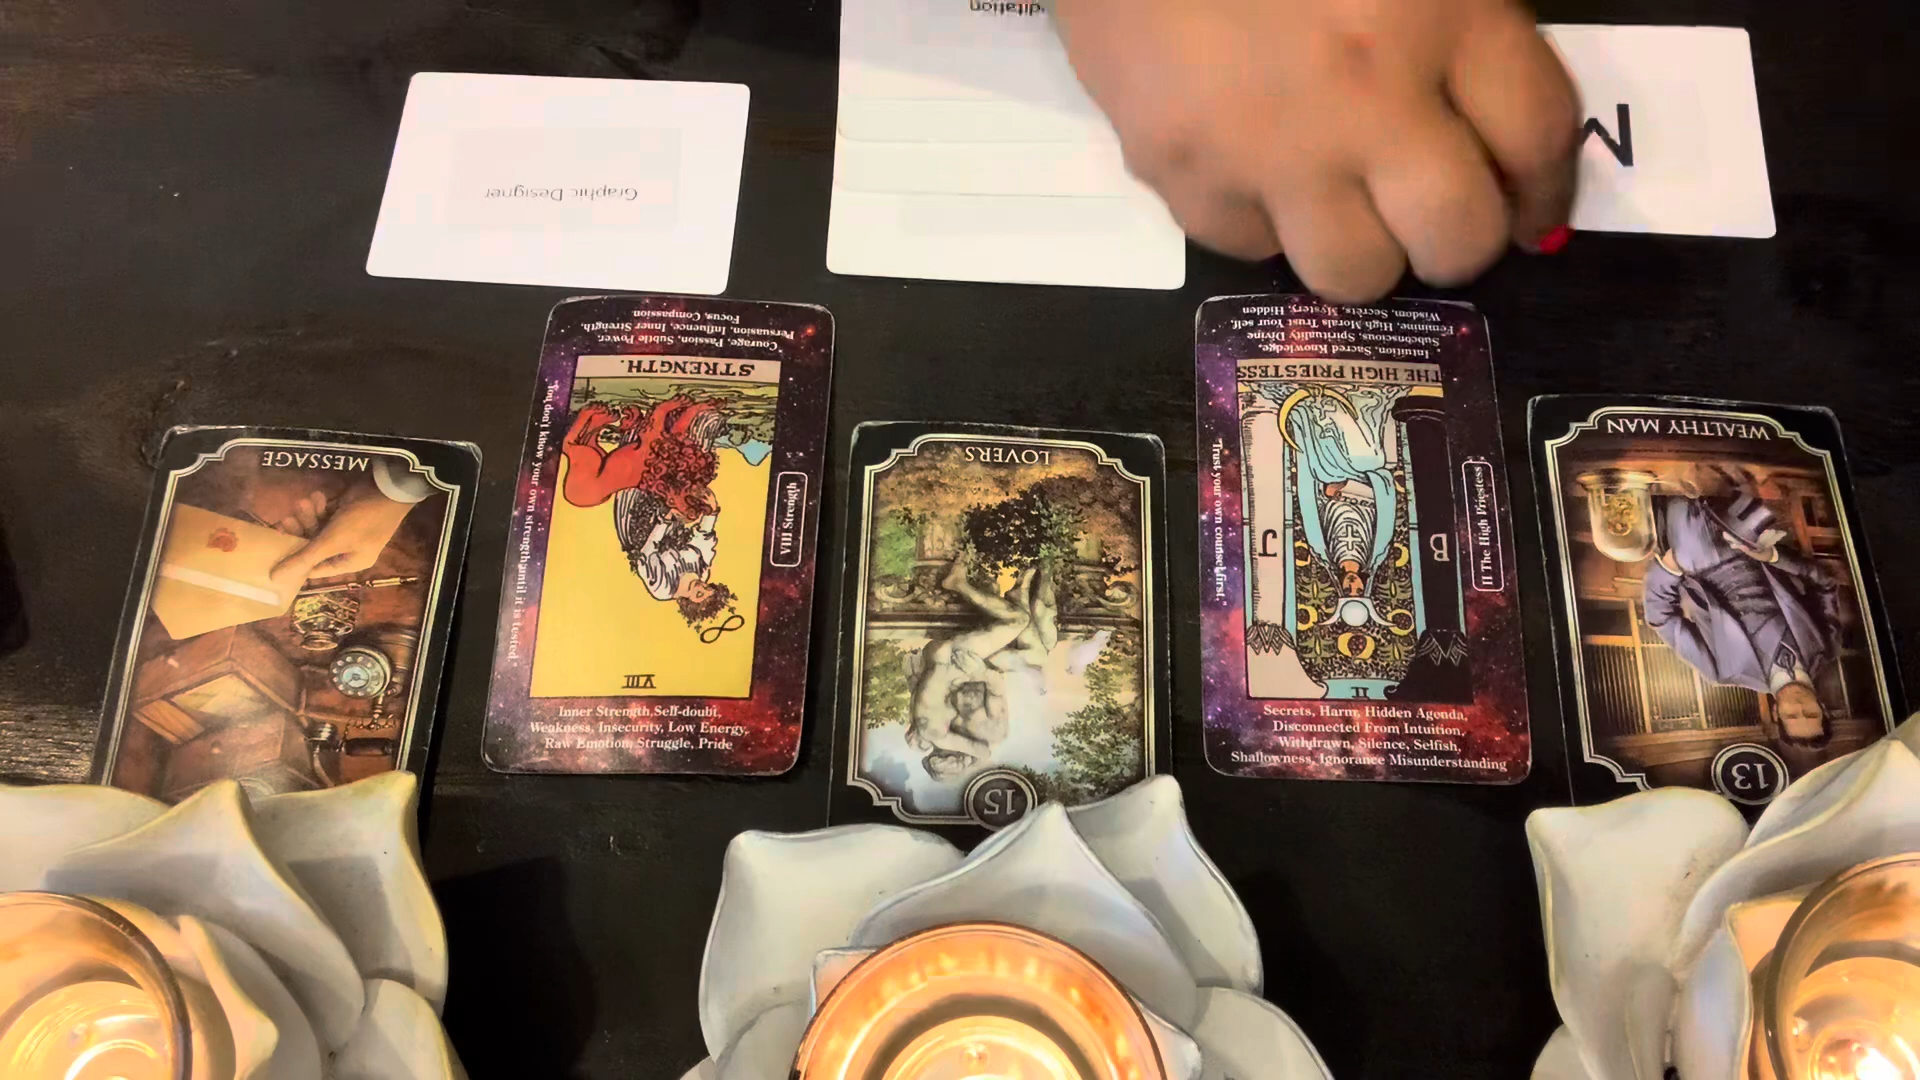 ditation
Graphic Designer
N
Courage, Passion, Subtle Power,
Persuasion, Influence, Inner Strength,
Focus, Compassion
STRENGTH.
"You don't know your own strength until it is tested"
VIII Strength
VIII
Inner Strength, Self-doubt,
Weakness, Insecurity, Low Energy,
Raw Emotion, Struggle, Pride
Intuition, Sacred Knowledge,
Subconscious, Spirituality Divine
Feminine, High Morals Trust Your self,
Wisdom, Secrets, Mystery, Hidden
THE HIGH PRIESTESS
"Trust your own counsel first."
II The High Priestess
B
J
II
Secrets, Harm, Hidden Agenda,
Disconnected From Intuition,
Withdrawn, Silence, Selfish,
Shallowness, Ignorance Misunderstanding
MESSAGE
LOVERS
15
WEALTHY MAN
13